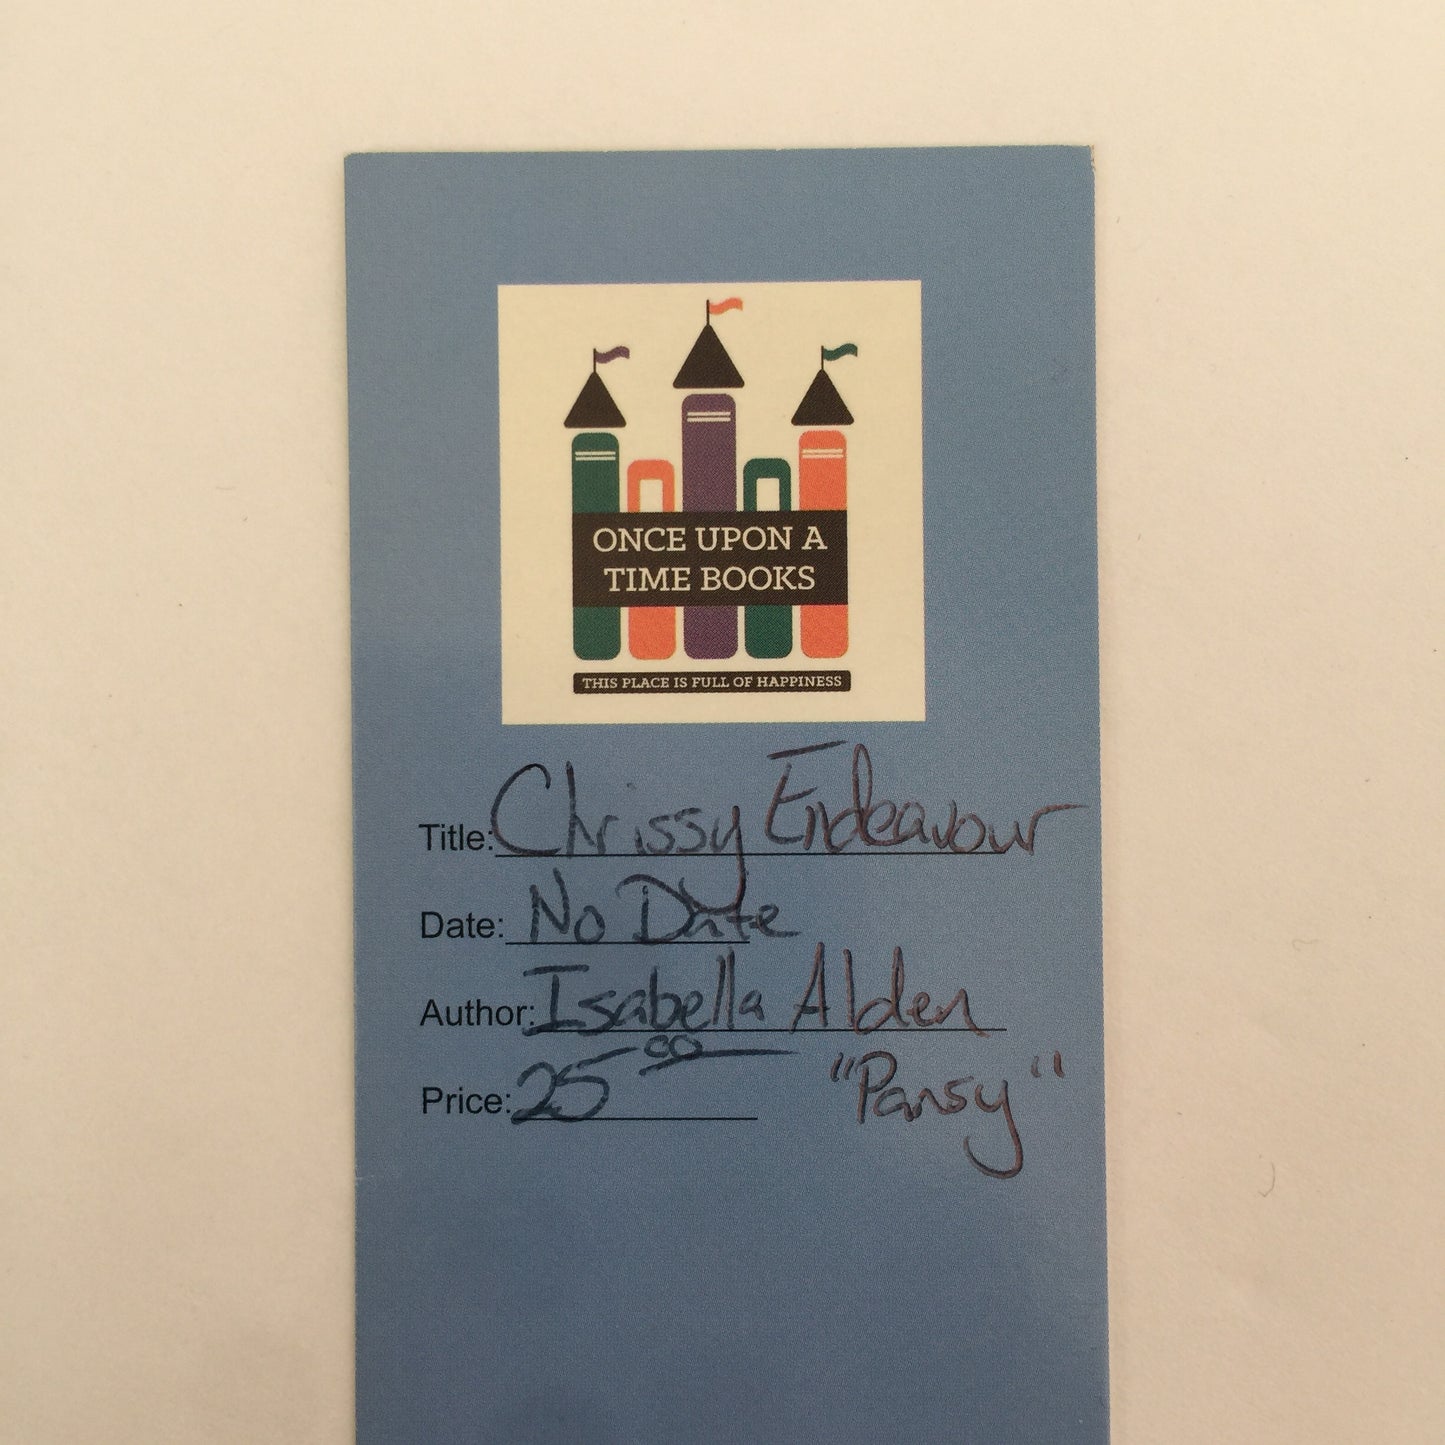 ONCE UPON A
TIME BOOKS
THIS PLACE IS FULL OF HAPPINESS
Title: Chrissy Endeavour
Date: No Date
Author: Isabella Alden
"Pansy"
Price: 25 00